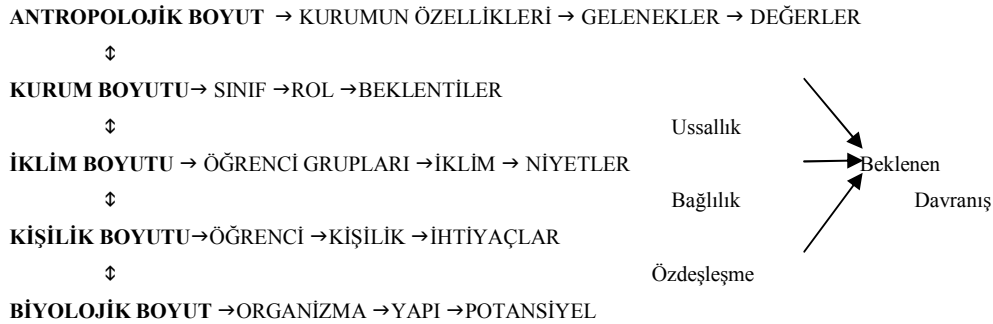 ANTROPOLOJİK BOYUT → KURUMUN ÖZELLİKLERİ → GELENEKLER → DEĞERLER
⇕
KURUM BOYUTU→ SINIF →ROL →BEKLENTİLER
⇕ Ussallık
İKLİM BOYUTU → ÖĞRENCİ GRUPLARI →İKLİM → NİYETLER Beklenen
⇕ Bağlılık Davranış
KİŞİLİK BOYUTU→ÖĞRENCİ →KİŞİLİK →İHTİYAÇLAR
⇕ Özdeşleşme
BİYOLOJİK BOYUT →ORGANİZMA →YAPI →POTANSİYEL